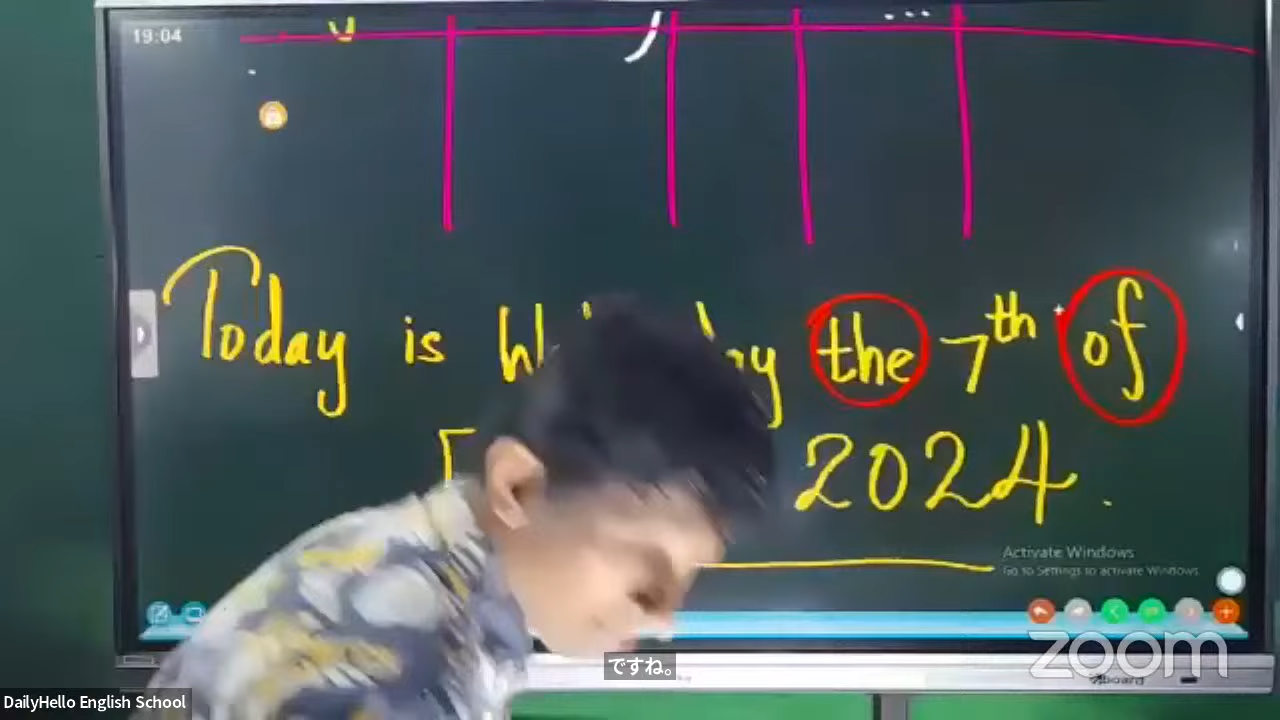 19:04
Today is the 7th of
2024.
Activate Windows
Go to Settings to activate Windows.
zoom
ですね。
DailyHello English School